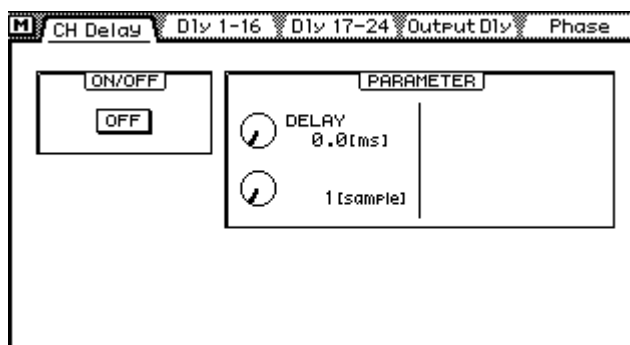 M CH Delay Dly 1-16 Dly 17-24 Output Dly Phase
ON/OFF
OFF
PARAMETER
DELAY
0.0[ms]
1[sample]